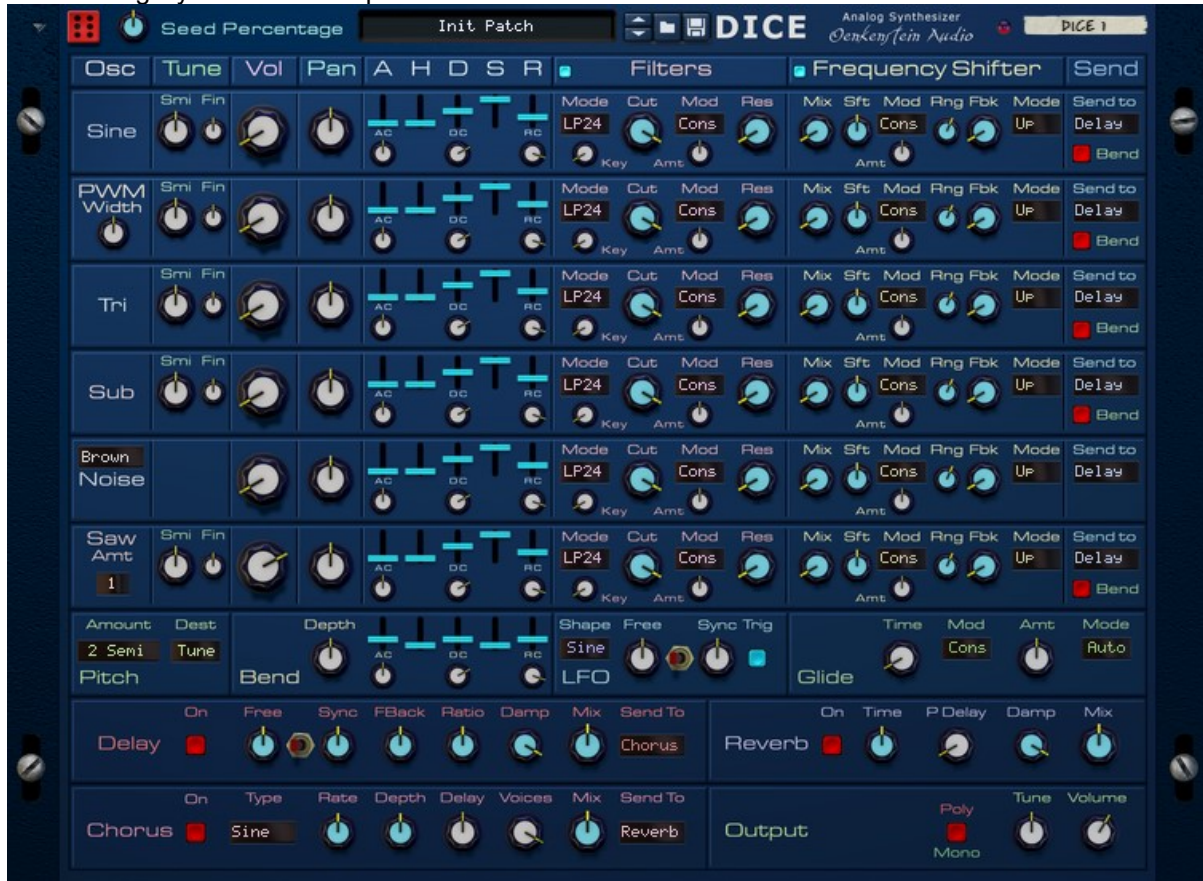 Seed Percentage Init Patch DICE Analog Synthesizer Oenkenstein Audio DICE 1
Osc Tune Vol Pan A H D S R Filters Frequency Shifter Send
Smi Fin Mode Cut Mod Res Mix Sft Mod Rng Fbk Mode Send to
Sine AC DC RC LP24 Cons Cons Up Delay
Key Amt Amt Bend
PWM Smi Fin Mode Cut Mod Res Mix Sft Mod Rng Fbk Mode Send to
Width AC DC RC LP24 Cons Cons Up Delay
Key Amt Amt Bend
Smi Fin Mode Cut Mod Res Mix Sft Mod Rng Fbk Mode Send to
Tri AC DC RC LP24 Cons Cons Up Delay
Key Amt Amt Bend
Smi Fin Mode Cut Mod Res Mix Sft Mod Rng Fbk Mode Send to
Sub AC DC RC LP24 Cons Cons Up Delay
Key Amt Amt Bend
Brown Mode Cut Mod Res Mix Sft Mod Rng Fbk Mode Send to
Noise AC DC RC LP24 Cons Cons Up Delay
Key Amt Amt
Saw Smi Fin Mode Cut Mod Res Mix Sft Mod Rng Fbk Mode Send to
Amt AC DC RC LP24 Cons Cons Up Delay
1 Key Amt Amt Bend
Amount Dest Depth Shape Free Sync Trig Time Mod Amt Mode
2 Semi Tune AC DC RC Sine Cons Auto
Pitch Bend LFO Glide
On Free Sync FBack Ratio Damp Mix Send To On Time P Delay Damp Mix
Delay Chorus Reverb
On Type Rate Depth Delay Voices Mix Send To Poly Tune Volume
Chorus Sine Reverb Output
Mono